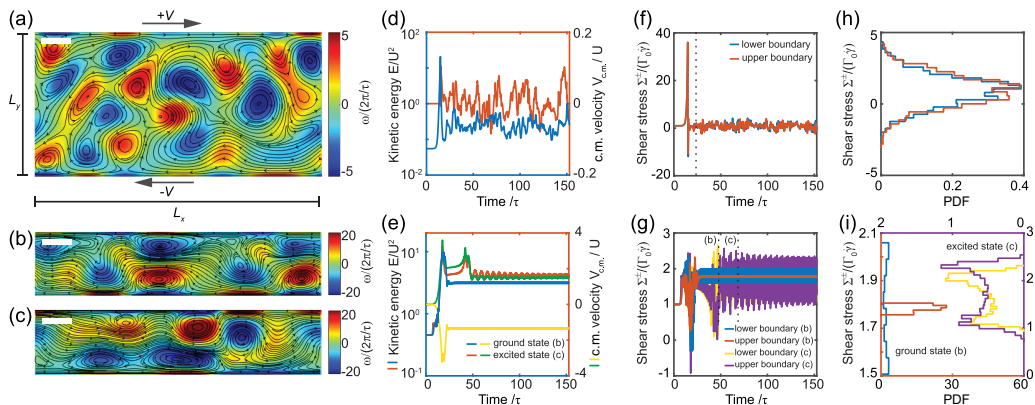 (a)
+V
L_y
-V
L_x
5
0
-5
ω/(2π/τ)
(b)
20
0
-20
ω/(2π/τ)
(c)
20
0
-20
ω/(2π/τ)
(d)
Kinetic energy E/U²
10²
10⁰
10⁻²
0.2
0
-0.2
c.m. velocity V_c.m. / U
0 50 100 150
Time /τ
(e)
Kinetic energy E/U²
10¹
10⁰
10⁻¹
4
0
-4
c.m. velocity V_c.m. / U
ground state (b)
excited state (c)
0 50 100 150
Time /τ
(f)
Shear stress Σ±/(Γ₀γ̇)
40
20
0
-20
lower boundary
upper boundary
0 50 100 150
Time /τ
(g)
Shear stress Σ±/(Γ₀γ̇)
3
2
1
0
-1
(b) (c)
lower boundary (b)
upper boundary (b)
lower boundary (c)
upper boundary (c)
0 50 100 150
Time /τ
(h)
Shear stress Σ±/(Γ₀γ̇)
5
0
-5
0 0.2 0.4
PDF
(i)
2 1 0
Shear stress Σ±/(Γ₀γ̇)
2.1
1.9
1.7
1.5
3
2
1
0
excited state (c)
ground state (b)
0 30 60
PDF